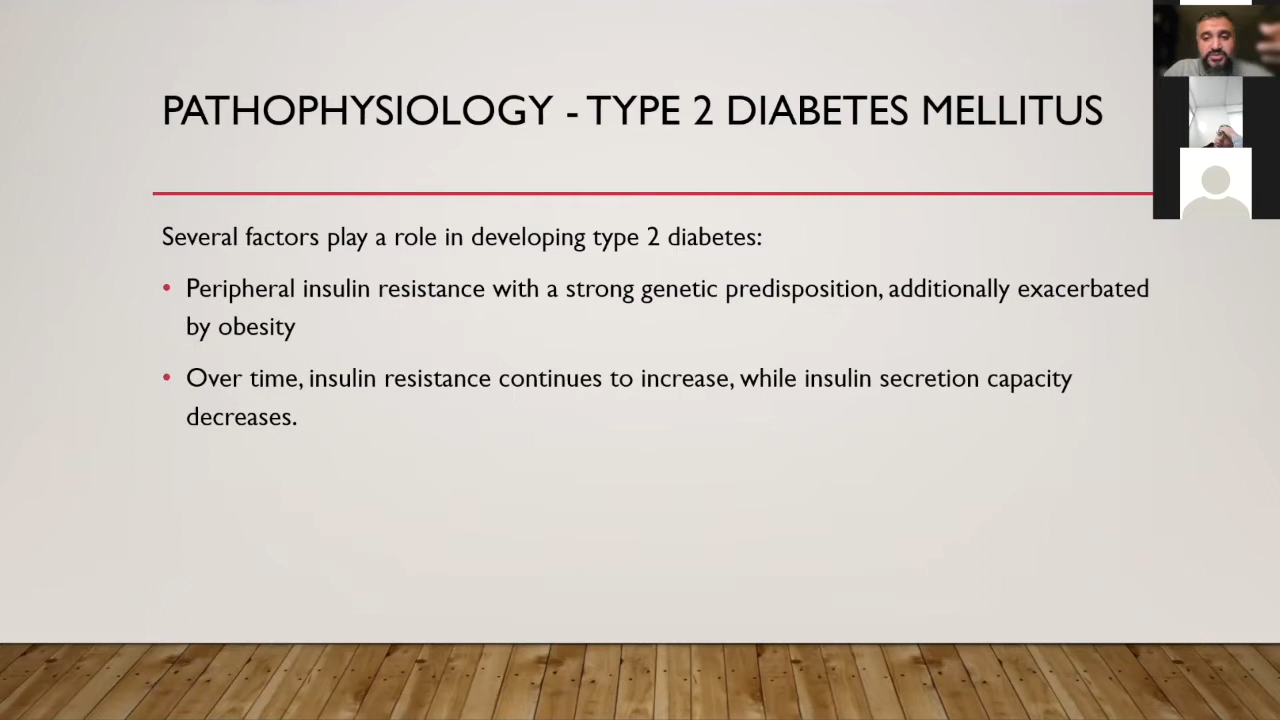 PATHOPHYSIOLOGY - TYPE 2 DIABETES MELLITUS
Several factors play a role in developing type 2 diabetes:
• Peripheral insulin resistance with a strong genetic predisposition, additionally exacerbated
by obesity
• Over time, insulin resistance continues to increase, while insulin secretion capacity
decreases.